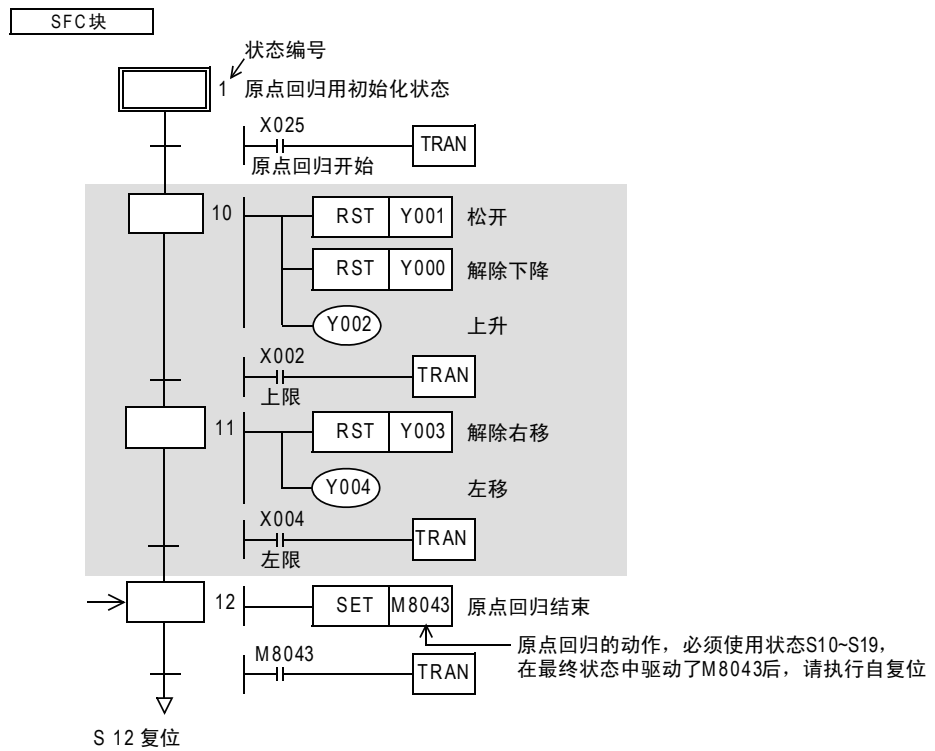 SFC块
状态编号
1 原点回归用初始化状态
X025
TRAN
原点回归开始
10
RST Y001 松开
RST Y000 解除下降
Y002 上升
X002
TRAN
上限
11
RST Y003 解除右移
Y004 左移
X004
TRAN
左限
12
SET M8043 原点回归结束
原点回归的动作，必须使用状态S10~S19，
在最终状态中驱动了M8043后，请执行自复位
M8043
TRAN
S 12 复位